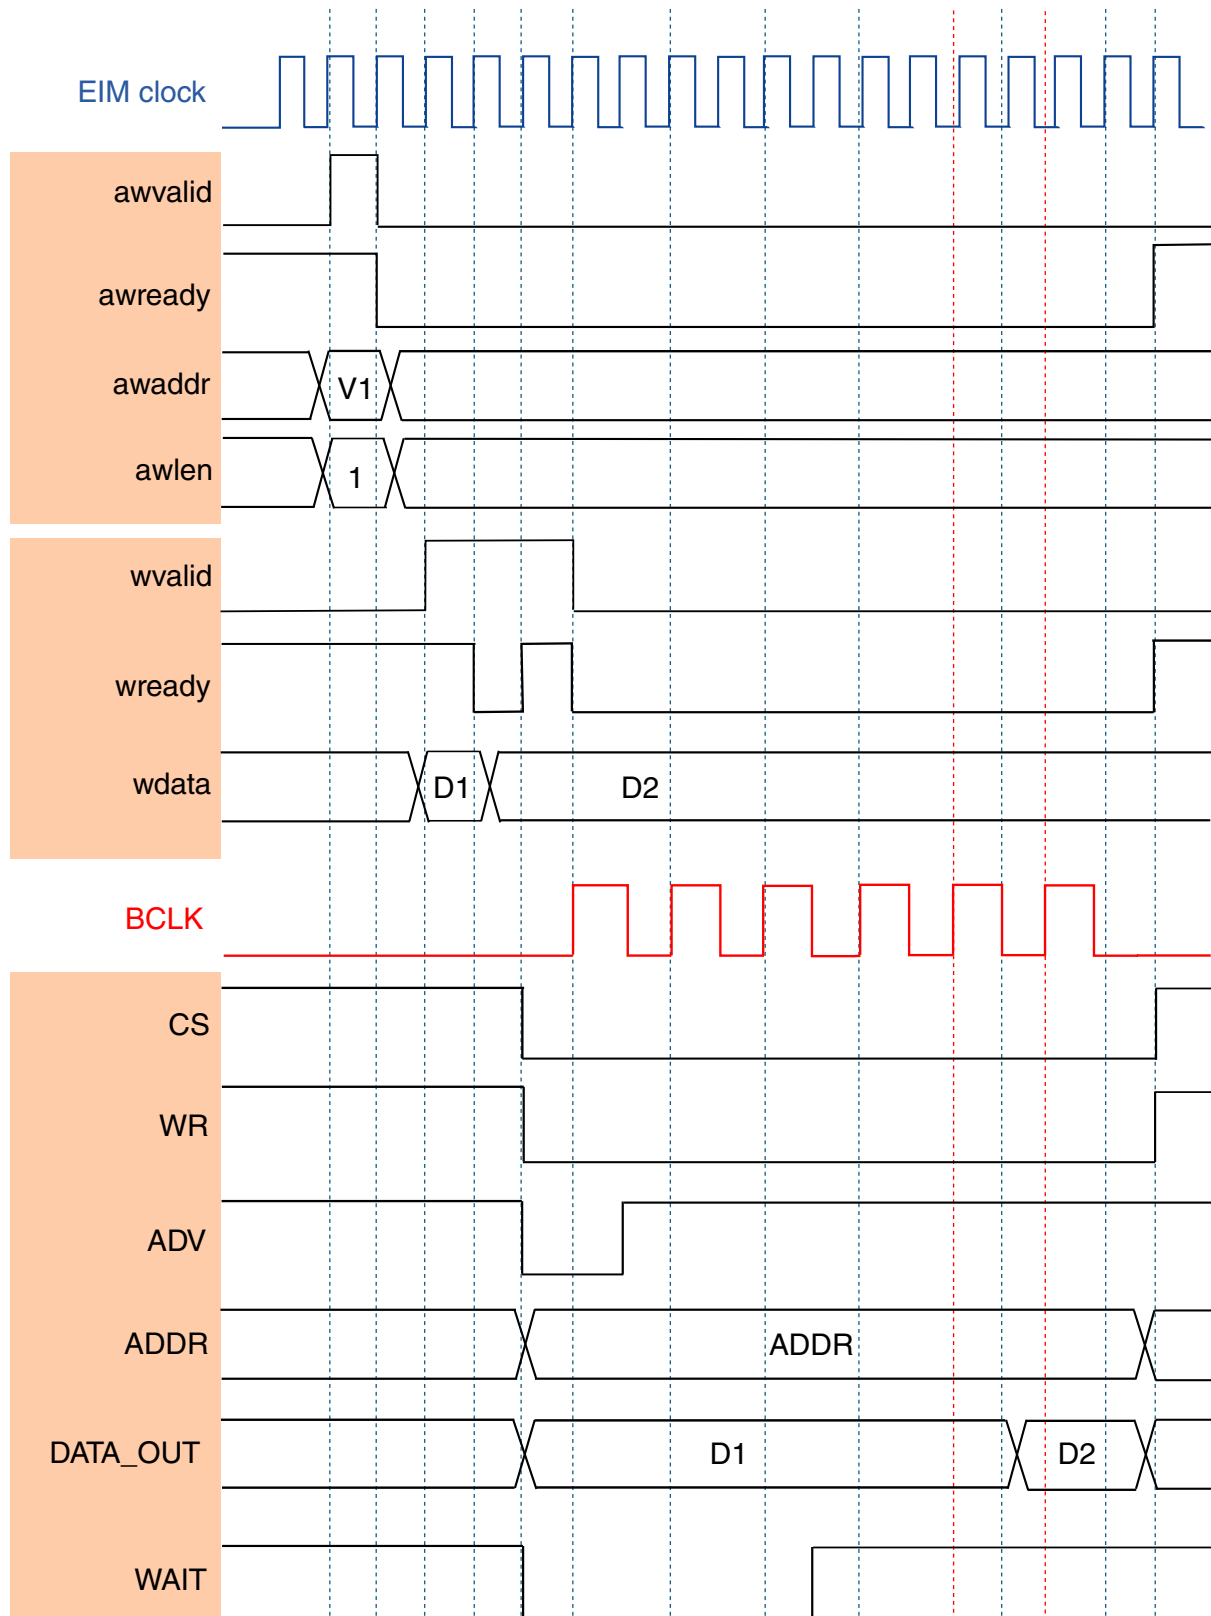 EIM clock
awvalid
awready
awaddr
V1
awlen
1
wvalid
wready
wdata
D1
D2
BCLK
CS
WR
ADV
ADDR
ADDR
DATA_OUT
D1
D2
WAIT